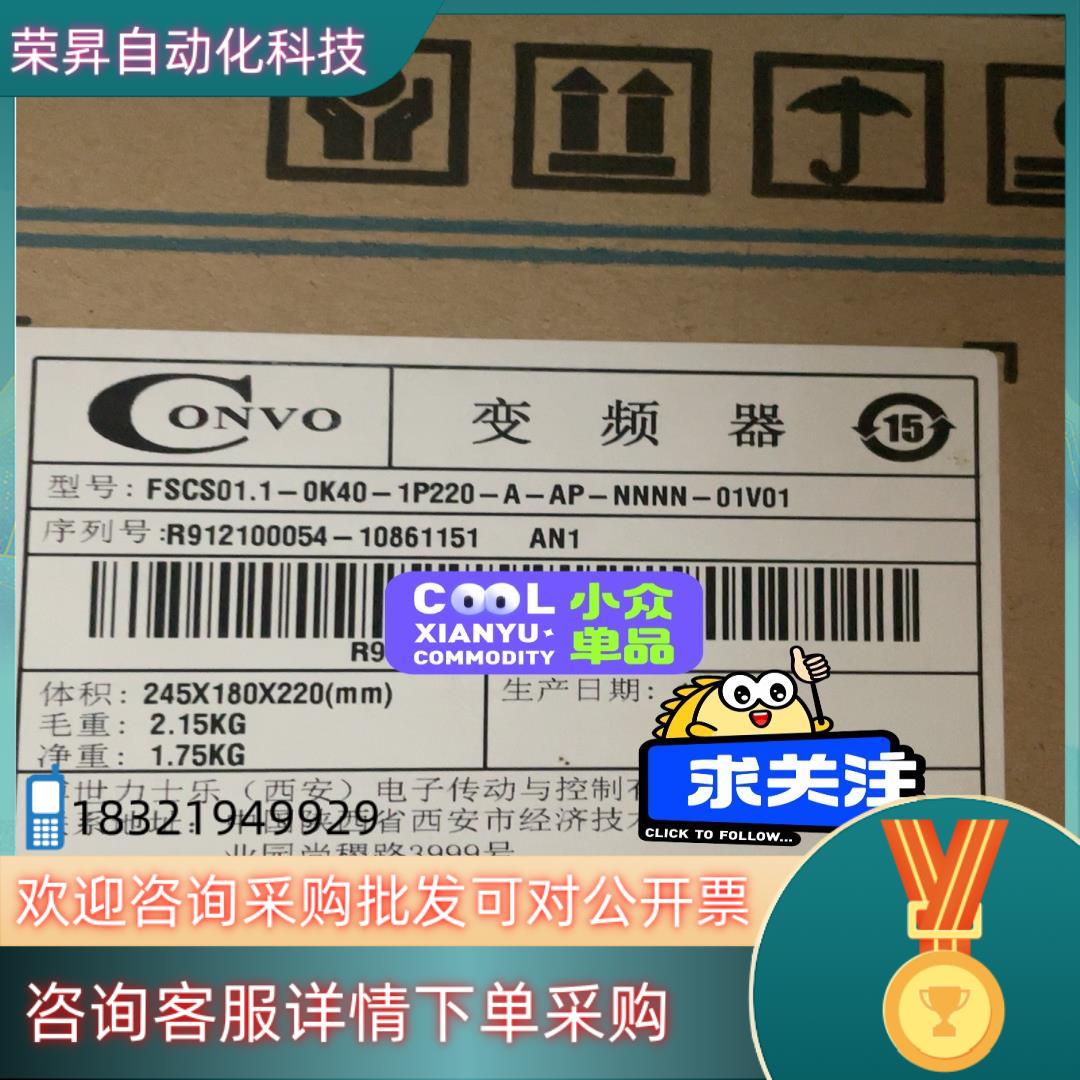 荣昇自动化科技
CONVO
变频器
15
型号: FSCS01.1-0K40-1P220-A-AP-NNNN-01V01
序列号:R912100054-10861151 AN1
R9
COOL 小众
XIANYU 单品
COMMODITY
体积: 245X180X220(mm)
生产日期:
毛重: 2.15KG
净重: 1.75KG
求关注
CLICK TO FOLLOW...
世力士乐(西安)电子传动与控制
18321949929
省西安市经济技
业园尚稷路3999号
欢迎咨询采购批发可对公开票
咨询客服详情下单采购